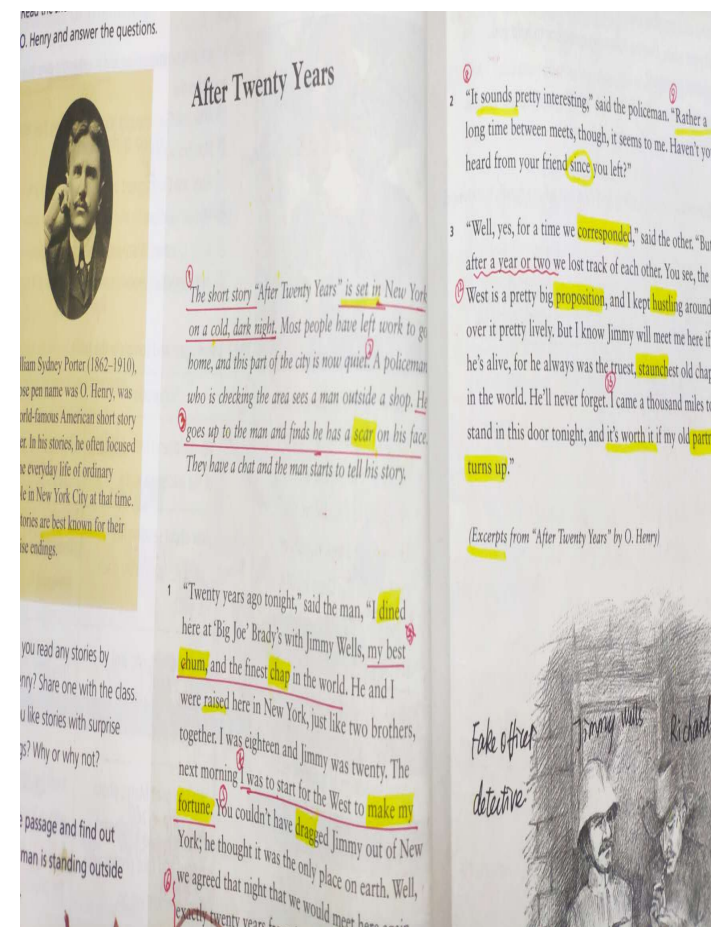 O. Henry and answer the questions.
Sydney Porter (1862–1910),
pen name was O. Henry, was
famous American short story
In his stories, he often focused
everyday life of ordinary
in New York City at that time.
are best known for their
endings.
you read any stories by
Share one with the class.
like stories with surprise
Why or why not?
passage and find out
man is standing outside
After Twenty Years
The short story "After Twenty Years" is set in New York
on a cold, dark night. Most people have left work to go
home, and this part of the city is now quiet. A policeman
who is checking the area sees a man outside a shop. He
goes up to the man and finds he has a scar on his face.
They have a chat and the man starts to tell his story.
1 "Twenty years ago tonight," said the man, "I dined
here at 'Big Joe' Brady's with Jimmy Wells, my best
chum, and the finest chap in the world. He and I
were raised here in New York, just like two brothers,
together. I was eighteen and Jimmy was twenty. The
next morning I was to start for the West to make my
fortune. You couldn't have dragged Jimmy out of New
York; he thought it was the only place on earth. Well,
we agreed that night that we would meet here again
exactly twenty years
2 "It sounds pretty interesting," said the policeman. "Rather a
long time between meets, though, it seems to me. Haven't
heard from your friend since you left?"
3 "Well, yes, for a time we corresponded," said the other. "But
after a year or two we lost track of each other. You see, the
West is a pretty big proposition, and I kept hustling around
over it pretty lively. But I know Jimmy will meet me here if
he's alive, for he always was the truest, staunchest old chap
in the world. He'll never forget. I came a thousand miles to
stand in this door tonight, and it's worth it if my old
turns up."
(Excerpts from "After Twenty Years" by O. Henry)
Fake officer Jimmy Wells Richard
detective